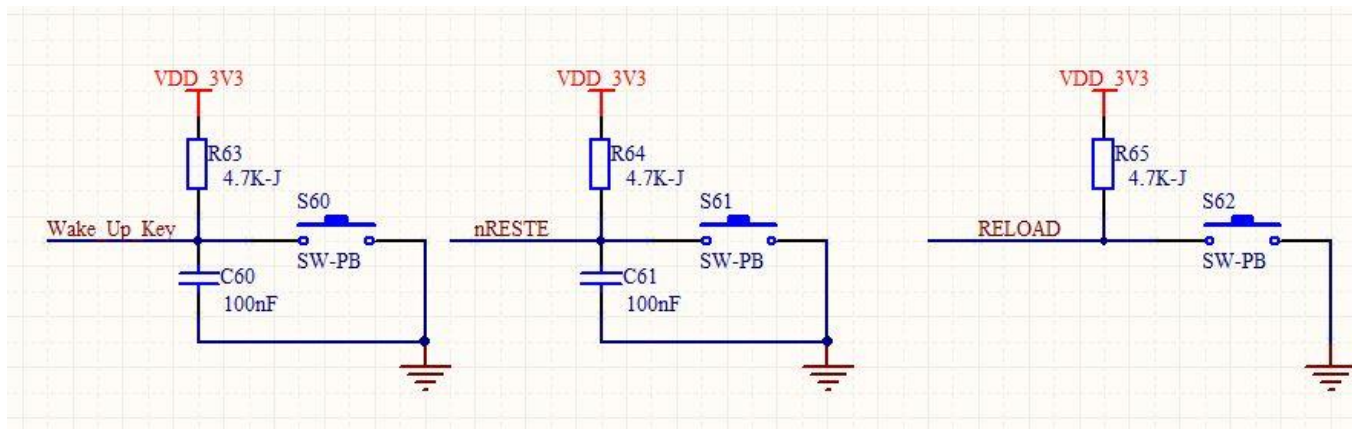 VDD_3V3
R63
4.7K-J
S60
Wake_Up_Key
SW-PB
C60
100nF
VDD_3V3
R64
4.7K-J
S61
nRESTE
SW-PB
C61
100nF
VDD_3V3
R65
4.7K-J
S62
RELOAD
SW-PB